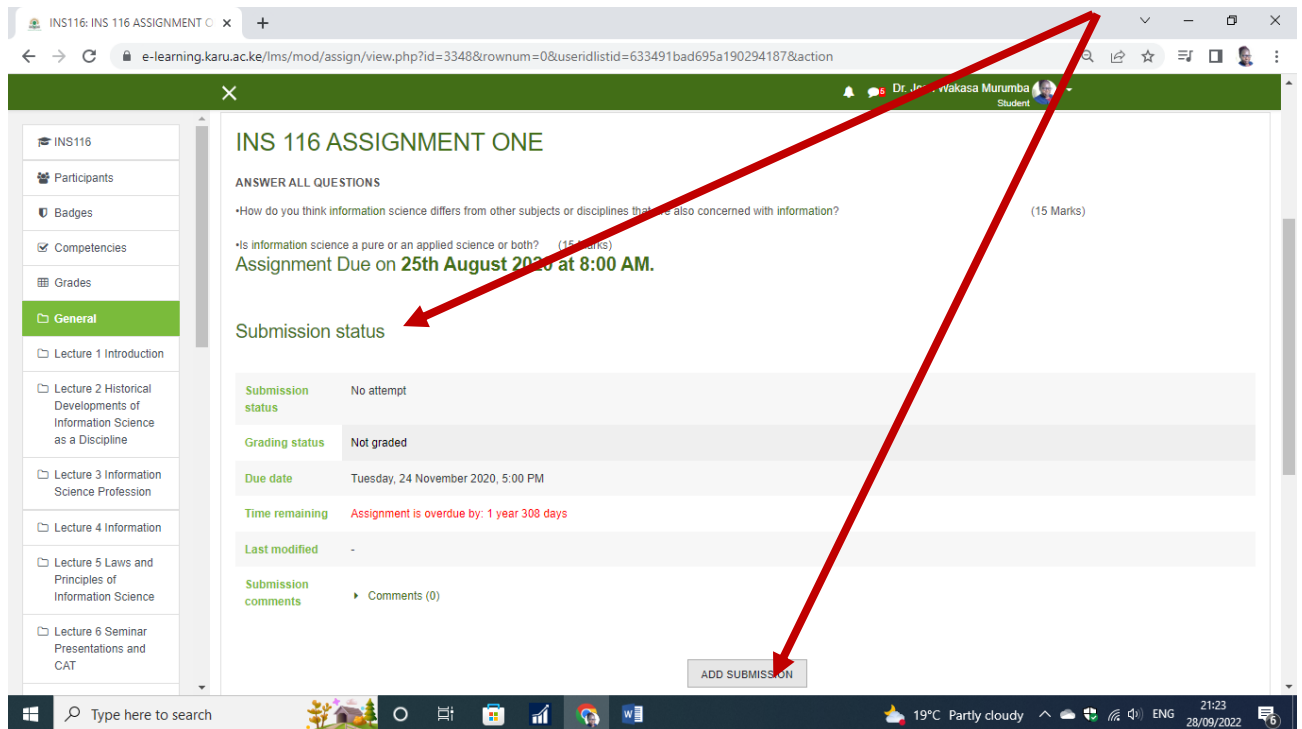 INS116: INS 116 ASSIGNMENT O
e-learning.karu.ac.ke/lms/mod/assign/view.php?id=3348&rownum=0&useridlistid=633491bad695a190294187&action
6 Dr. Wakasa Murumba
Student
INS116
Participants
Badges
Competencies
Grades
General
Lecture 1 Introduction
Lecture 2 Historical
Developments of
Information Science
as a Discipline
Lecture 3 Information
Science Profession
Lecture 4 Information
Lecture 5 Laws and
Principles of
Information Science
Lecture 6 Seminar
Presentations and
CAT
INS 116 ASSIGNMENT ONE
ANSWER ALL QUESTIONS
•How do you think information science differs from other subjects or disciplines that are also concerned with information? (15 Marks)
•Is information science a pure or an applied science or both? (15 Marks)
Assignment Due on 25th August 2020 at 8:00 AM.
Submission status
Submission status No attempt
Grading status Not graded
Due date Tuesday, 24 November 2020, 5:00 PM
Time remaining Assignment is overdue by: 1 year 308 days
Last modified -
Submission comments Comments (0)
ADD SUBMISSION
Type here to search
19°C Partly cloudy
ENG
21:23
28/09/2022
6